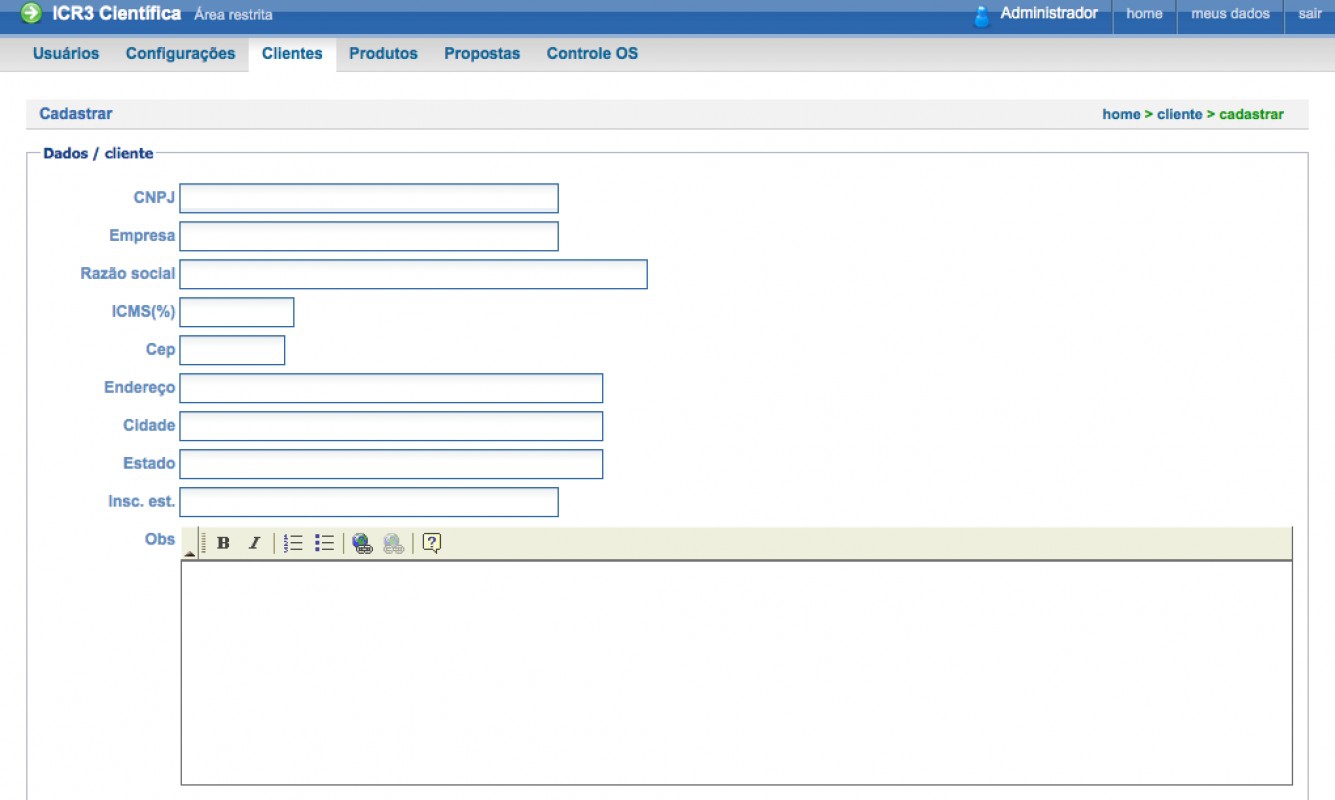 ICR3 Científica Área restrita Administrador home meus dados sair
Usuários Configurações Clientes Produtos Propostas Controle OS
Cadastrar home > cliente > cadastrar
Dados / cliente
CNPJ
Empresa
Razão social
ICMS(%)
Cep
Endereço
Cidade
Estado
Insc. est.
Obs B I